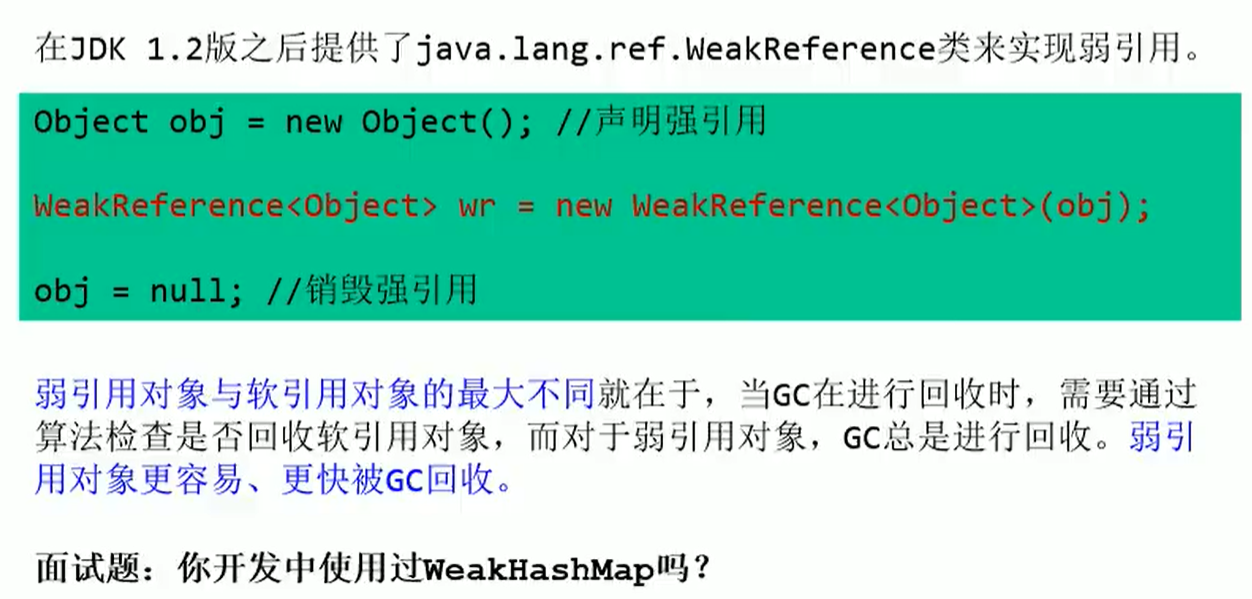 在JDK 1.2版之后提供了java.lang.ref.WeakReference类来实现弱引用。
Object obj = new Object(); //声明强引用
WeakReference<Object> wr = new WeakReference<Object>(obj);
obj = null; //销毁强引用
弱引用对象与软引用对象的最大不同就在于，当GC在进行回收时，需要通过
算法检查是否回收软引用对象，而对于弱引用对象，GC总是进行回收。弱引
用对象更容易、更快被GC回收。
面试题：你开发中使用过WeakHashMap吗？